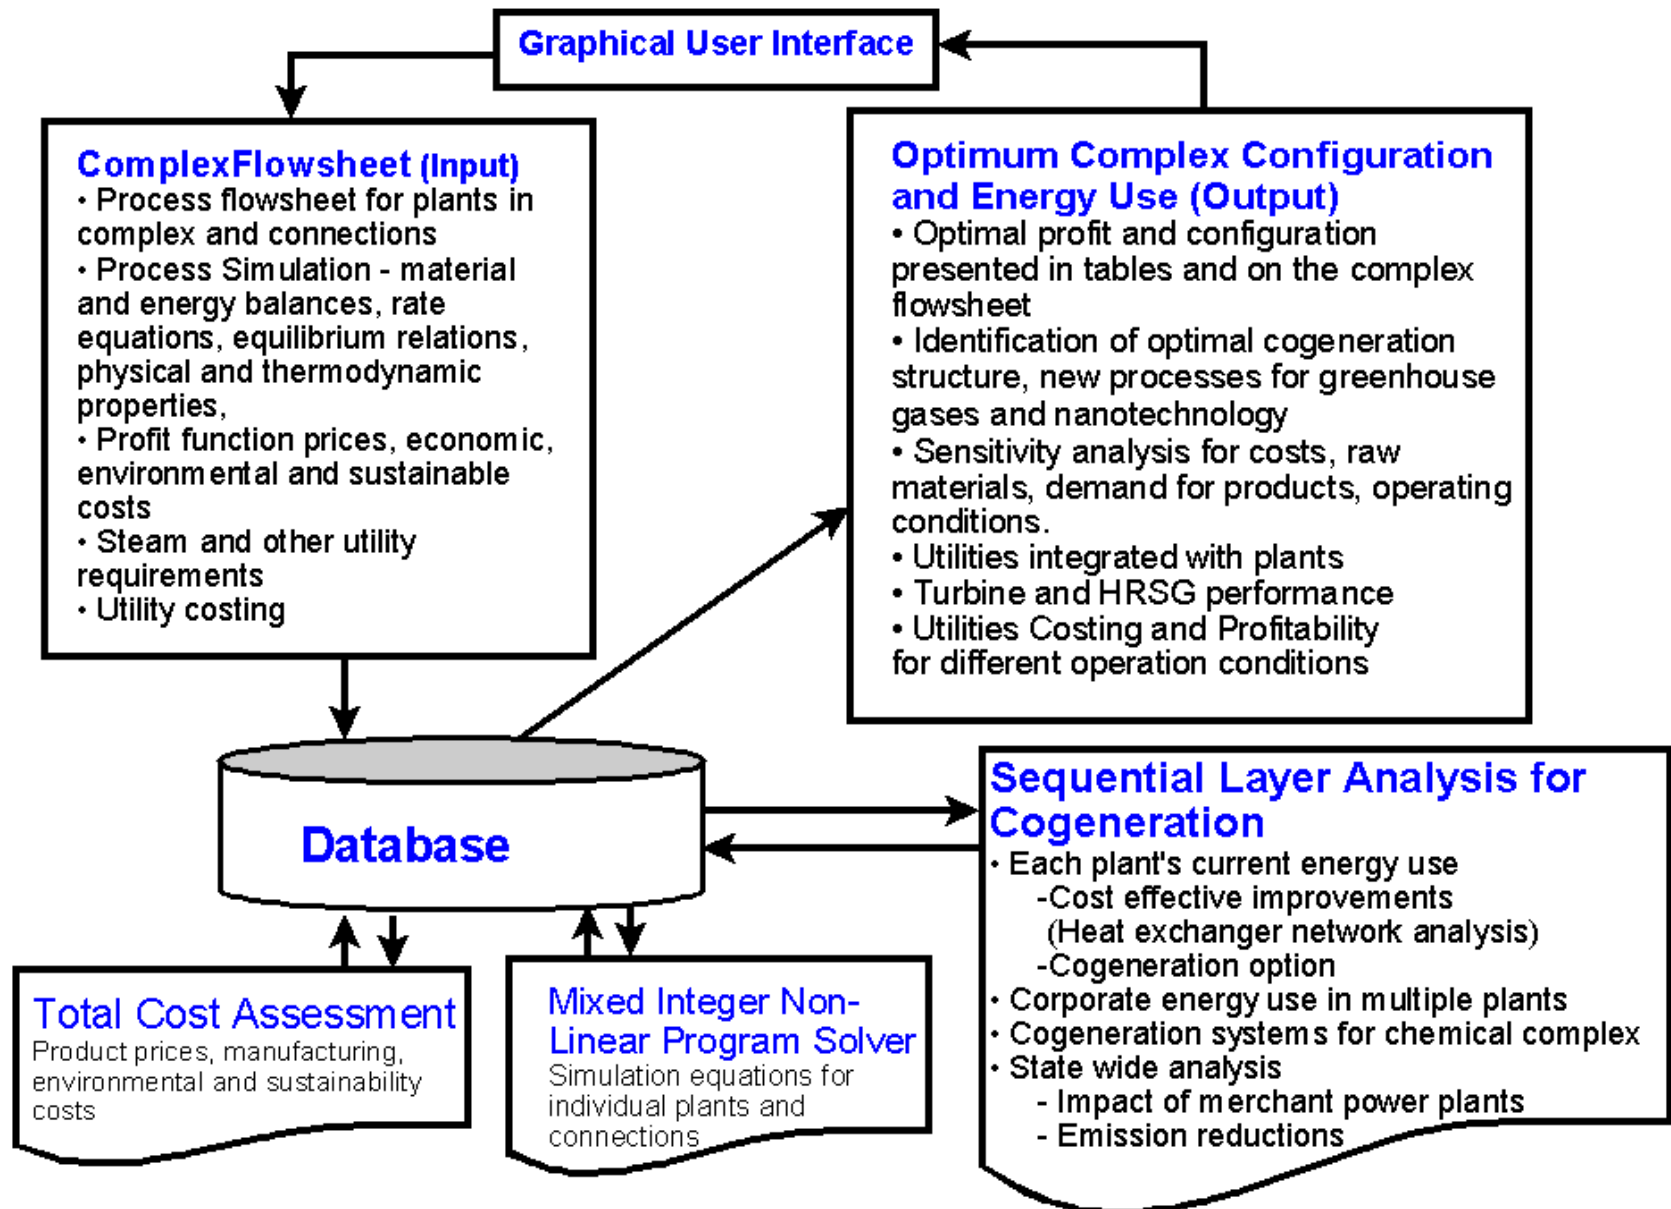 Graphical User Interface
ComplexFlowsheet (Input)
• Process flowsheet for plants in
complex and connections
• Process Simulation - material
and energy balances, rate
equations, equilibrium relations,
physical and thermodynamic
properties,
• Profit function prices, economic,
environmental and sustainable
costs
• Steam and other utility
requirements
• Utility costing
Optimum Complex Configuration
and Energy Use (Output)
• Optimal profit and configuration
presented in tables and on the complex
flowsheet
• Identification of optimal cogeneration
structure, new processes for greenhouse
gases and nanotechnology
• Sensitivity analysis for costs, raw
materials, demand for products, operating
conditions.
• Utilities integrated with plants
• Turbine and HRSG performance
• Utilities Costing and Profitability
for different operation conditions
Database
Sequential Layer Analysis for
Cogeneration
• Each plant's current energy use
-Cost effective improvements
(Heat exchanger network analysis)
-Cogeneration option
• Corporate energy use in multiple plants
• Cogeneration systems for chemical complex
• State wide analysis
- Impact of merchant power plants
- Emission reductions
Total Cost Assessment
Product prices, manufacturing,
environmental and sustainability
costs
Mixed Integer Non-
Linear Program Solver
Simulation equations for
individual plants and
connections